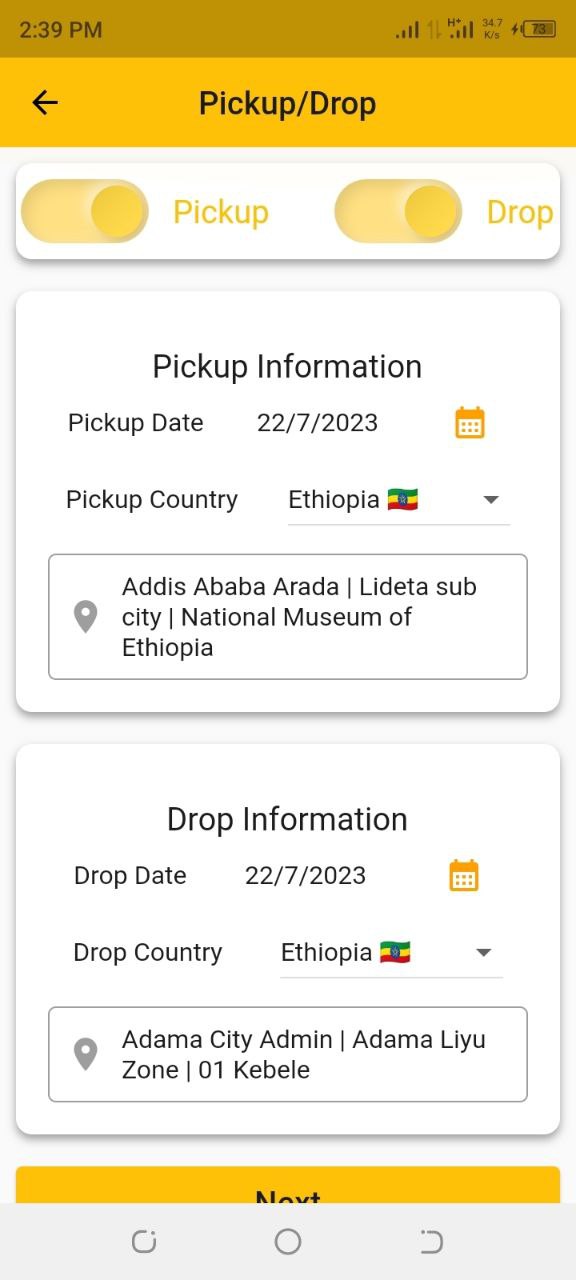 2:39 PM H+ 34.7 K/s 73
Pickup/Drop
Pickup Drop
Pickup Information
Pickup Date 22/7/2023
Pickup Country Ethiopia 🇪🇹
Addis Ababa Arada | Lideta sub
city | National Museum of
Ethiopia
Drop Information
Drop Date 22/7/2023
Drop Country Ethiopia 🇪🇹
Adama City Admin | Adama Liyu
Zone | 01 Kebele
Next